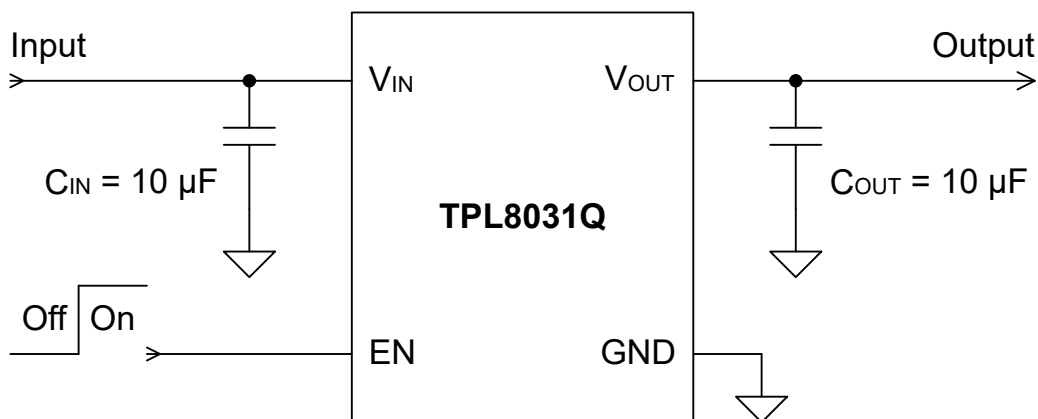 Input
Output
VIN
VOUT
CIN = 10 µF
COUT = 10 µF
TPL8031Q
Off On
EN
GND